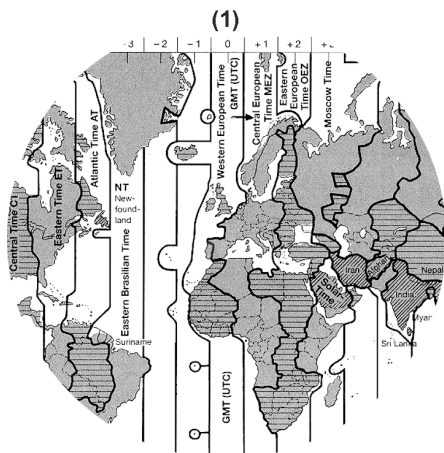 (1)
-3
-2
-1
0
+1
+2
Central Time CT
Eastern Time ET
Atlantic Time AT
NT
New-
found-
land
Eastern Brasilian Time
Suriname
Western European Time
GMT (UTC)
GMT (UTC)
Central European
Time MEZ
Eastern
European
Time OEZ
Moscow Time
Solar-
Time
Iran
Afghan
Nepal
India
Myan
Sri Lanka